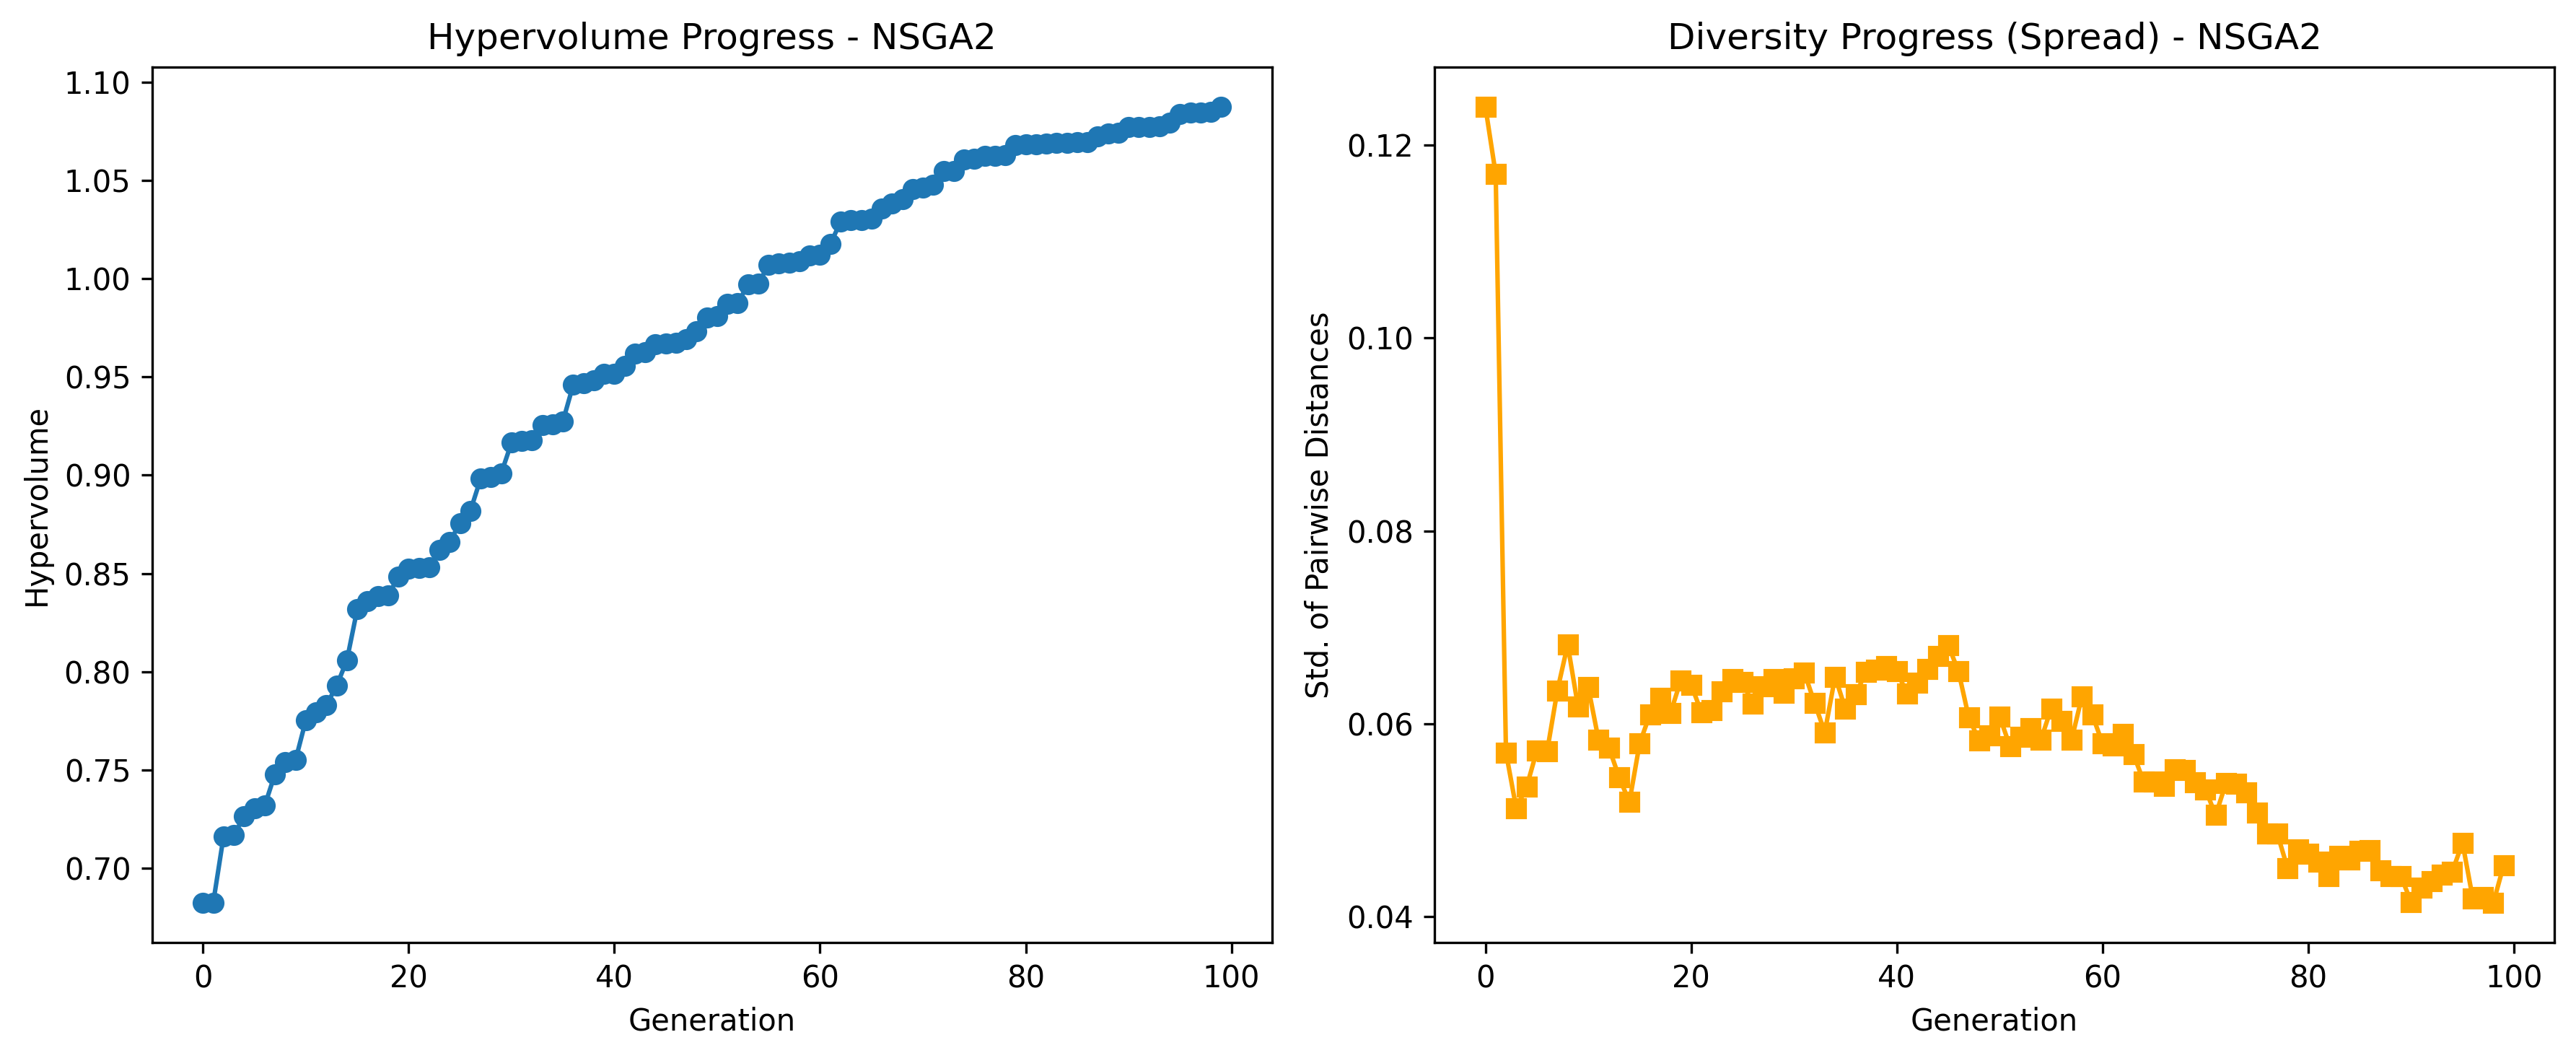 Hypervolume Progress - NSGA2
Hypervolume
1.10
1.05
1.00
0.95
0.90
0.85
0.80
0.75
0.70
0 20 40 60 80 100
Generation
Diversity Progress (Spread) - NSGA2
Std. of Pairwise Distances
0.12
0.10
0.08
0.06
0.04
0 20 40 60 80 100
Generation